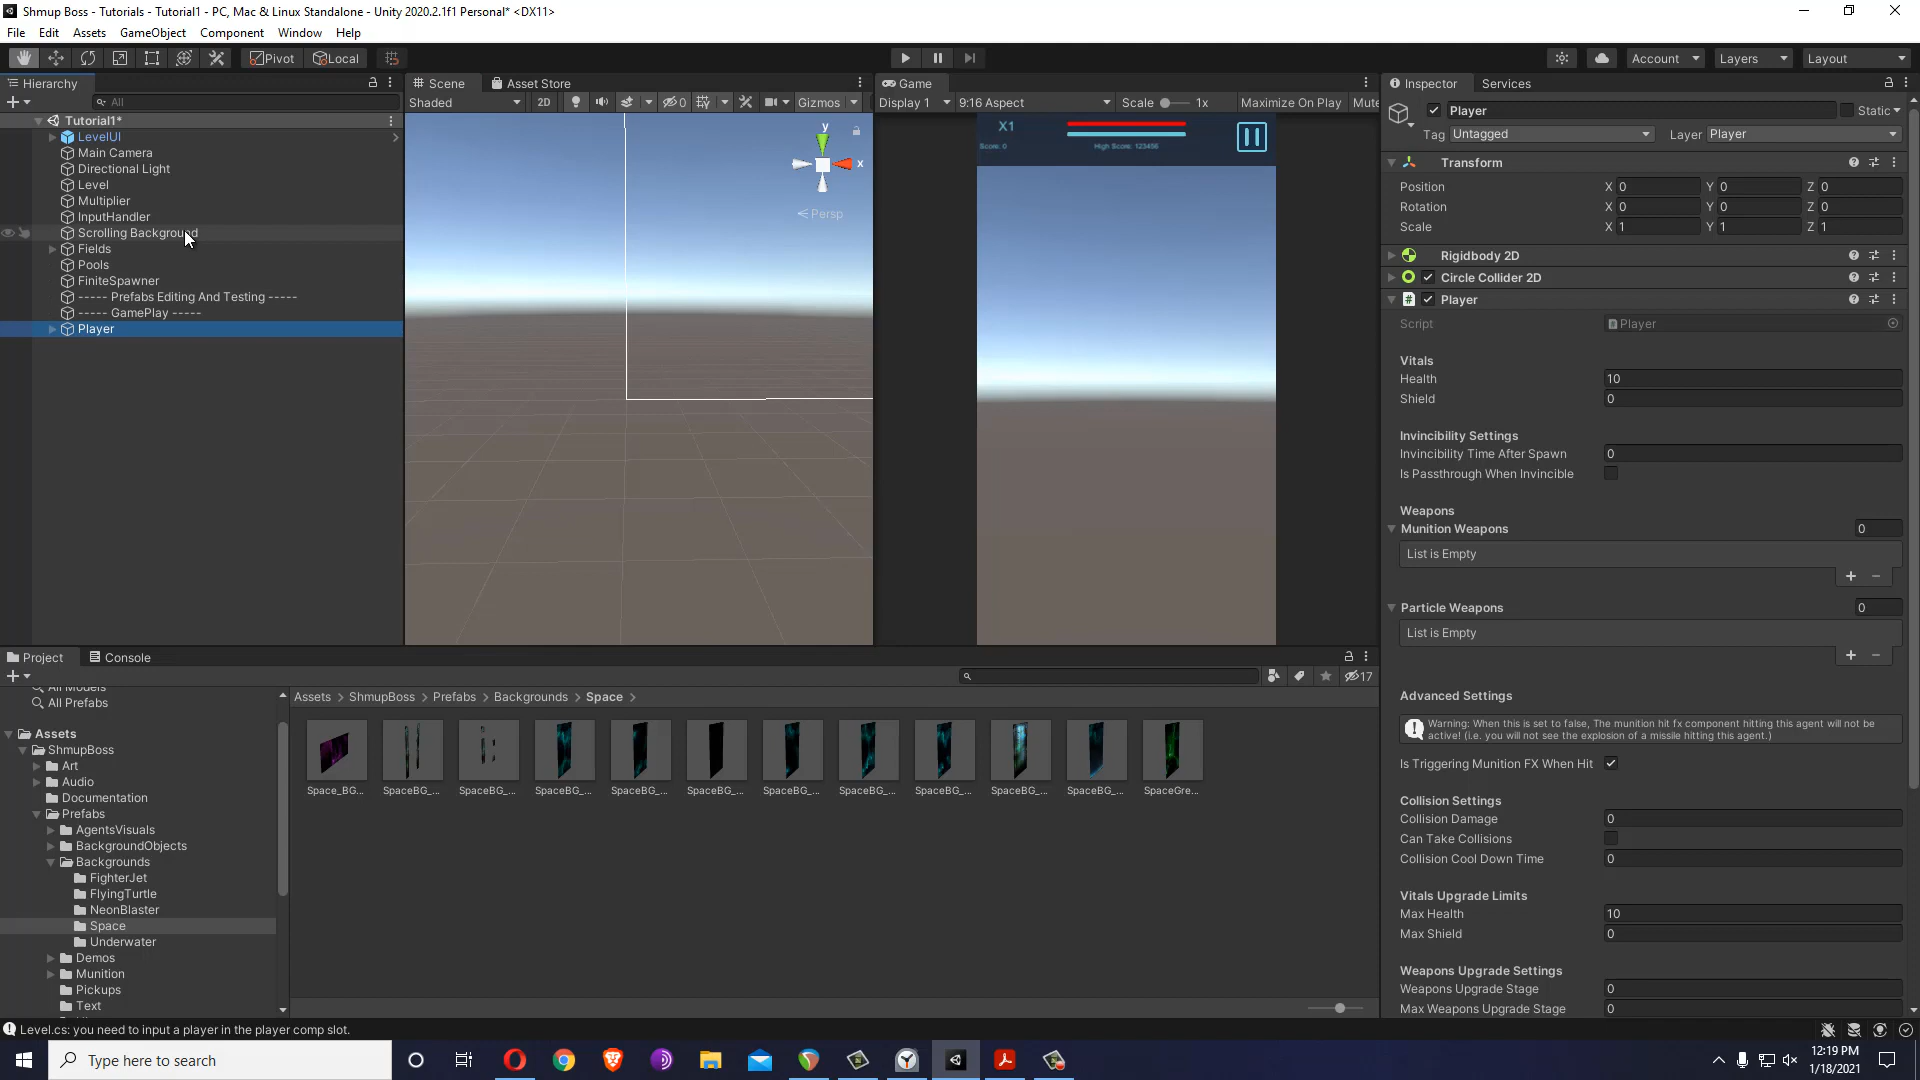 Shmup Boss - Tutorials - Tutorial1 - PC, Mac & Linux Standalone - Unity 2020.2.1f1 Personal* <DX11>
File Edit Assets GameObject Component Window Help
Pivot Local Account Layers Layout
Hierarchy
All
Tutorial1*
LevelUI
Main Camera
Directional Light
Level
Multiplier
InputHandler
Scrolling Background
Fields
Pools
FiniteSpawner
----- Prefabs Editing And Testing -----
----- GamePlay -----
Player
Scene Asset Store
Shaded 2D 0 Gizmos
y
x
Persp
Game
Display 1 9:16 Aspect Scale 1x Maximize On Play Mute
X1
Score: 0 High Score: 123456
Inspector Services
Player Static
Tag Untagged Layer Player
Transform
Position X 0 Y 0 Z 0
Rotation X 0 Y 0 Z 0
Scale X 1 Y 1 Z 1
Rigidbody 2D
Circle Collider 2D
# Player
Script Player
Vitals
Health 10
Shield 0
Invincibility Settings
Invincibility Time After Spawn 0
Is Passthrough When Invincible
Weapons
Munition Weapons 0
List is Empty
+ −
Particle Weapons 0
List is Empty
+ −
Advanced Settings
Warning: When this is set to false, The munition hit fx component hitting this agent will not be
active! (i.e. you will not see the explosion of a missile hitting this agent.)
Is Triggering Munition FX When Hit
Collision Settings
Collision Damage 0
Can Take Collisions
Collision Cool Down Time 0
Vitals Upgrade Limits
Max Health 10
Max Shield 0
Weapons Upgrade Settings
Weapons Upgrade Stage 0
Max Weapons Upgrade Stage 0
Project Console
17
All Models
All Prefabs
Assets
ShmupBoss
Art
Audio
Documentation
Prefabs
AgentsVisuals
BackgroundObjects
Backgrounds
FighterJet
FlyingTurtle
NeonBlaster
Space
Underwater
Demos
Munition
Pickups
Text
Assets > ShmupBoss > Prefabs > Backgrounds > Space >
Space_BG... SpaceBG_... SpaceBG_... SpaceBG_... SpaceBG_... SpaceBG_... SpaceBG_... SpaceBG_... SpaceBG_... SpaceBG_... SpaceBG_... SpaceGre...
Level.cs: you need to input a player in the player comp slot.
Type here to search
12:19 PM
1/18/2021